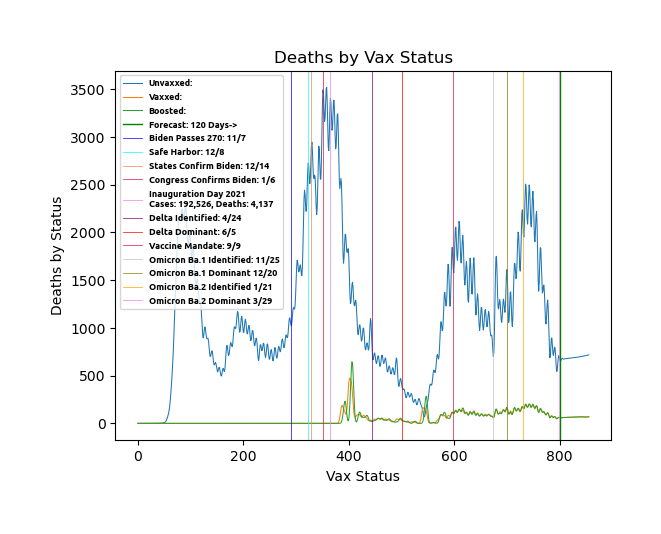 Deaths by Vax Status
Deaths by Status
3500
3000
2500
2000
1500
1000
500
0
Unvaxxed:
Vaxxed:
Boosted:
Forecast: 120 Days->
Biden Passes 270: 11/7
Safe Harbor: 12/8
States Confirm Biden: 12/14
Congress Confirms Biden: 1/6
Inauguration Day 2021
Cases: 192,526, Deaths: 4,137
Delta Identified: 4/24
Delta Dominant: 6/5
Vaccine Mandate: 9/9
Omicron Ba.1 Identified: 11/25
Omicron Ba.1 Dominant 12/20
Omicron Ba.2 Identified 1/21
Omicron Ba.2 Dominant 3/29
0 200 400 600 800
Vax Status